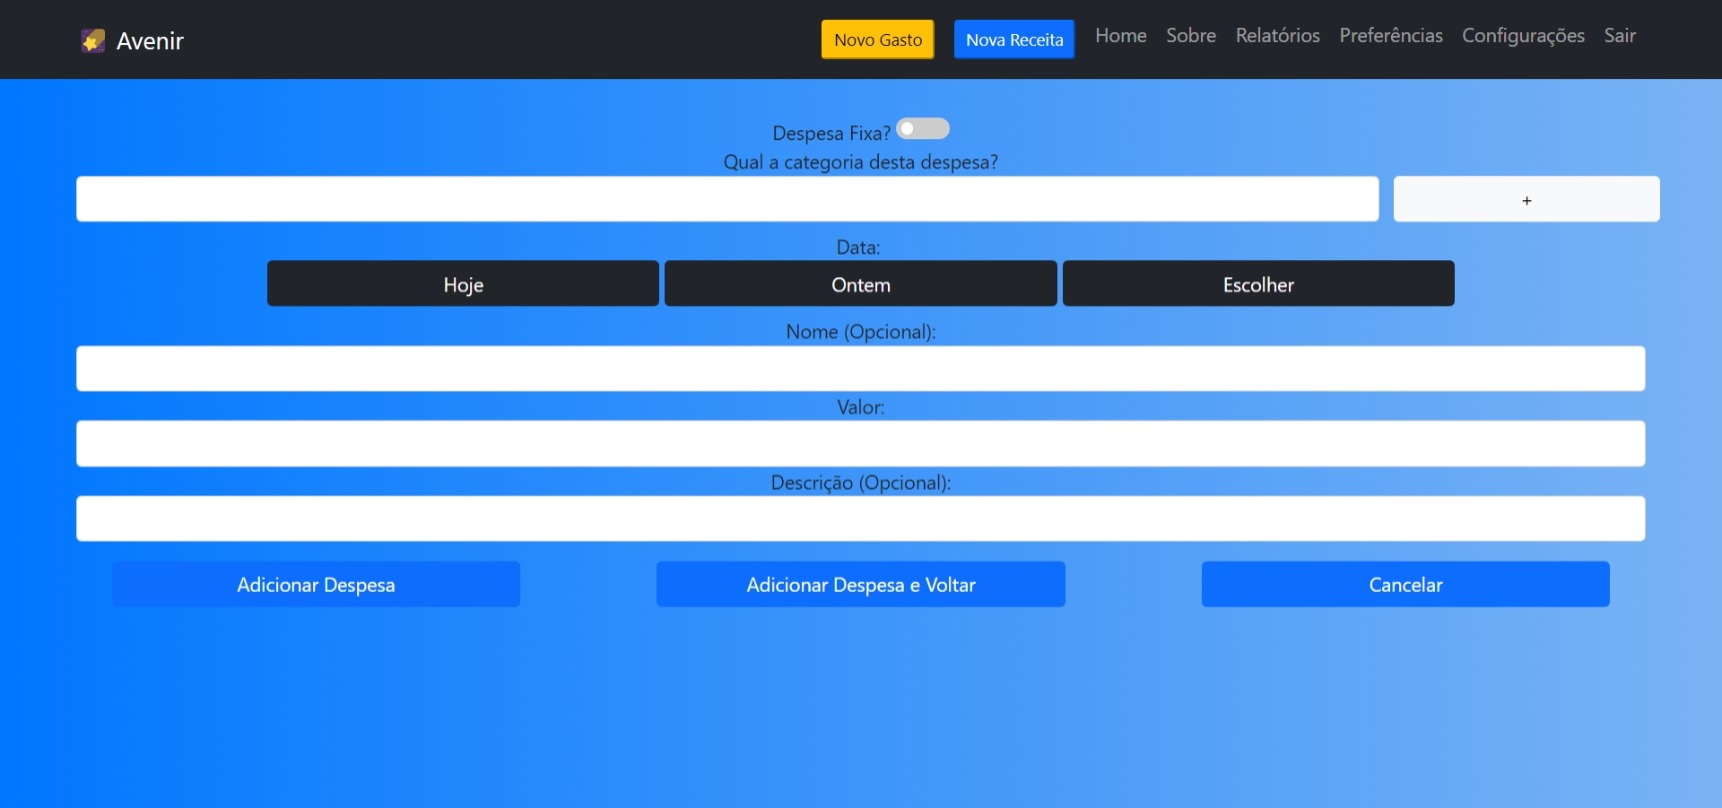 Avenir
Novo Gasto Nova Receita Home Sobre Relatórios Preferências Configurações Sair
Despesa Fixa?
Qual a categoria desta despesa?
+
Data:
Hoje Ontem Escolher
Nome (Opcional):
Valor:
Descrição (Opcional):
Adicionar Despesa Adicionar Despesa e Voltar Cancelar